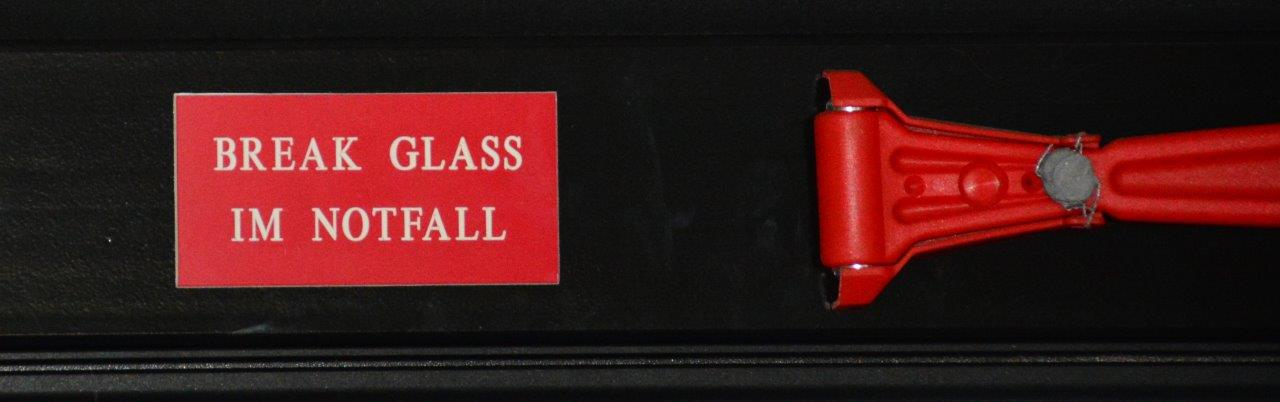 BREAK GLASS
IM NOTFALL